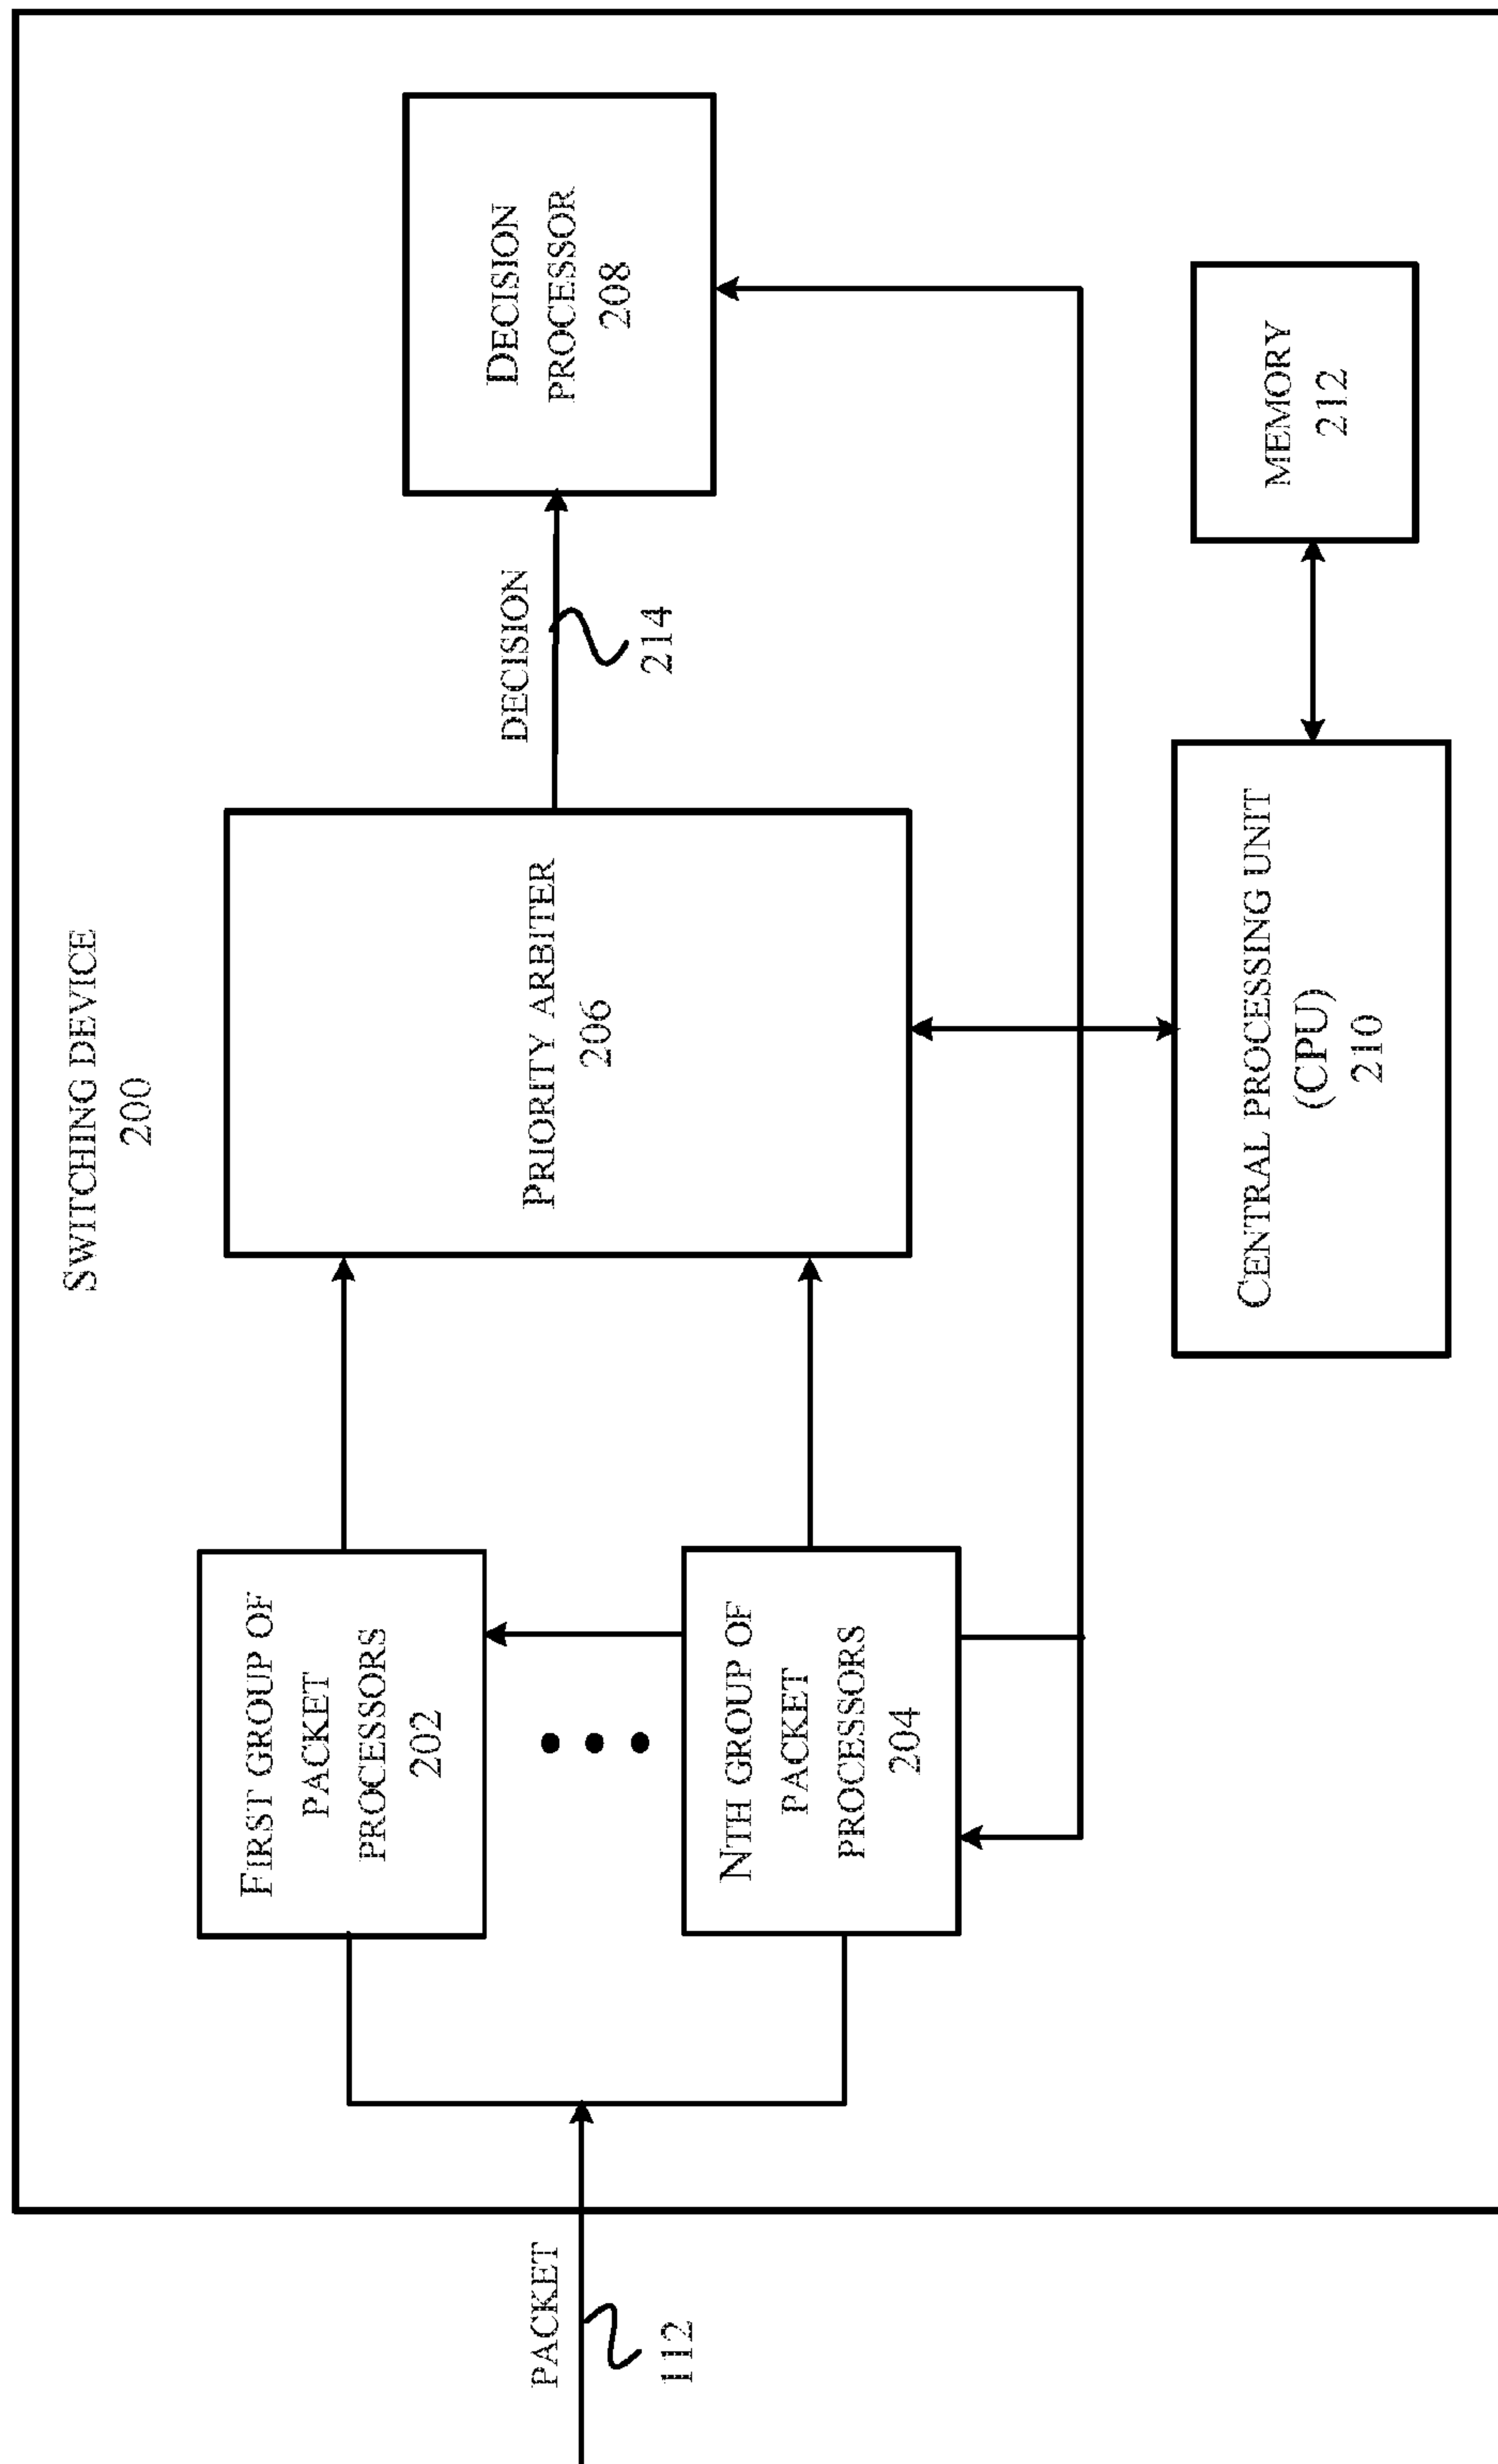 SWITCHING DEVICE
200
PACKET
112
FIRST GROUP OF
PACKET
PROCESSORS
202
NTH GROUP OF
PACKET
PROCESSORS
204
PRIORITY ARBITER
206
DECISION
214
DECISION
PROCESSOR
208
CENTRAL PROCESSING UNIT
(CPU)
210
MEMORY
212